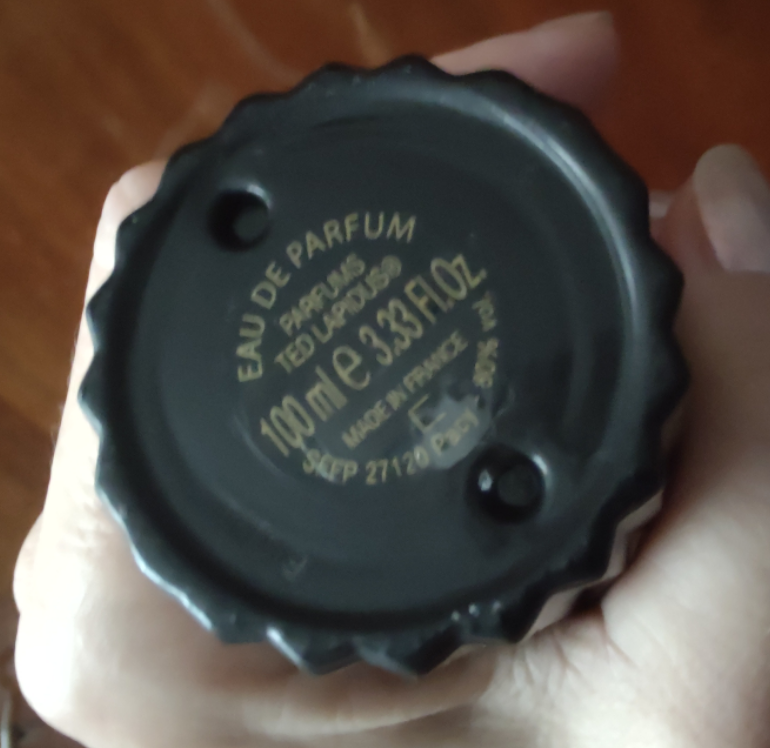 EAU DE PARFUM
PARFUMS
TED LAPIDUS®
100 ml e 3.33 Fl.Oz.
MADE IN FRANCE
27120 Pacy - 80% vol